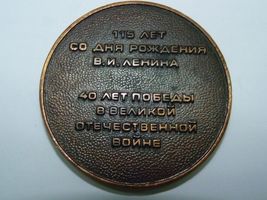 115 ЛЕТ
СО ДНЯ РОЖДЕНИЯ
В.И. ЛЕНИНА
40 ЛЕТ ПОБЕДЫ
В ВЕЛИКОЙ
ОТЕЧЕСТВЕННОЙ
ВОЙНЕ